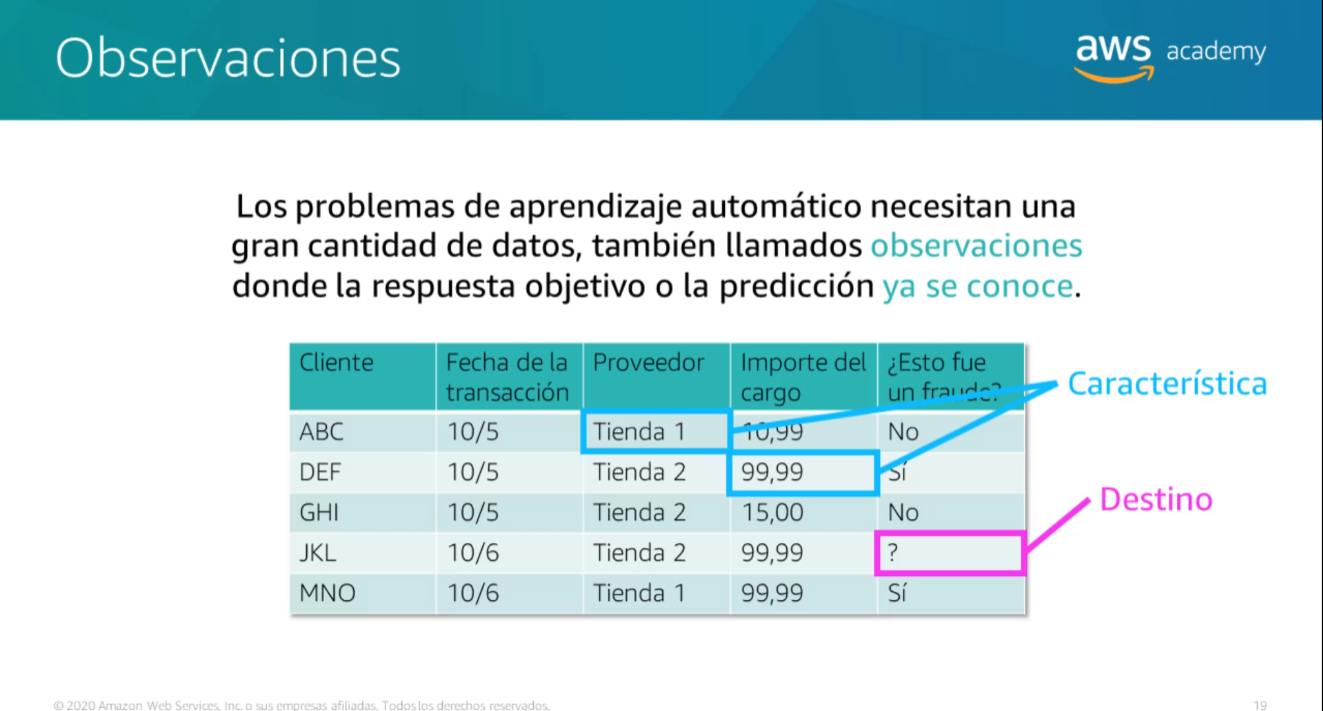 Observaciones
aws academy
Los problemas de aprendizaje automático necesitan una
gran cantidad de datos, también llamados observaciones
donde la respuesta objetivo o la predicción ya se conoce.
Cliente Fecha de la transacción Proveedor Importe del cargo ¿Esto fue un fraude?
ABC 10/5 Tienda 1 10,99 No
DEF 10/5 Tienda 2 99,99 Sí
GHI 10/5 Tienda 2 15,00 No
JKL 10/6 Tienda 2 99,99 ?
MNO 10/6 Tienda 1 99,99 Sí
Característica
Destino
© 2020 Amazon Web Services, Inc. o sus empresas afiliadas. Todos los derechos reservados.
19